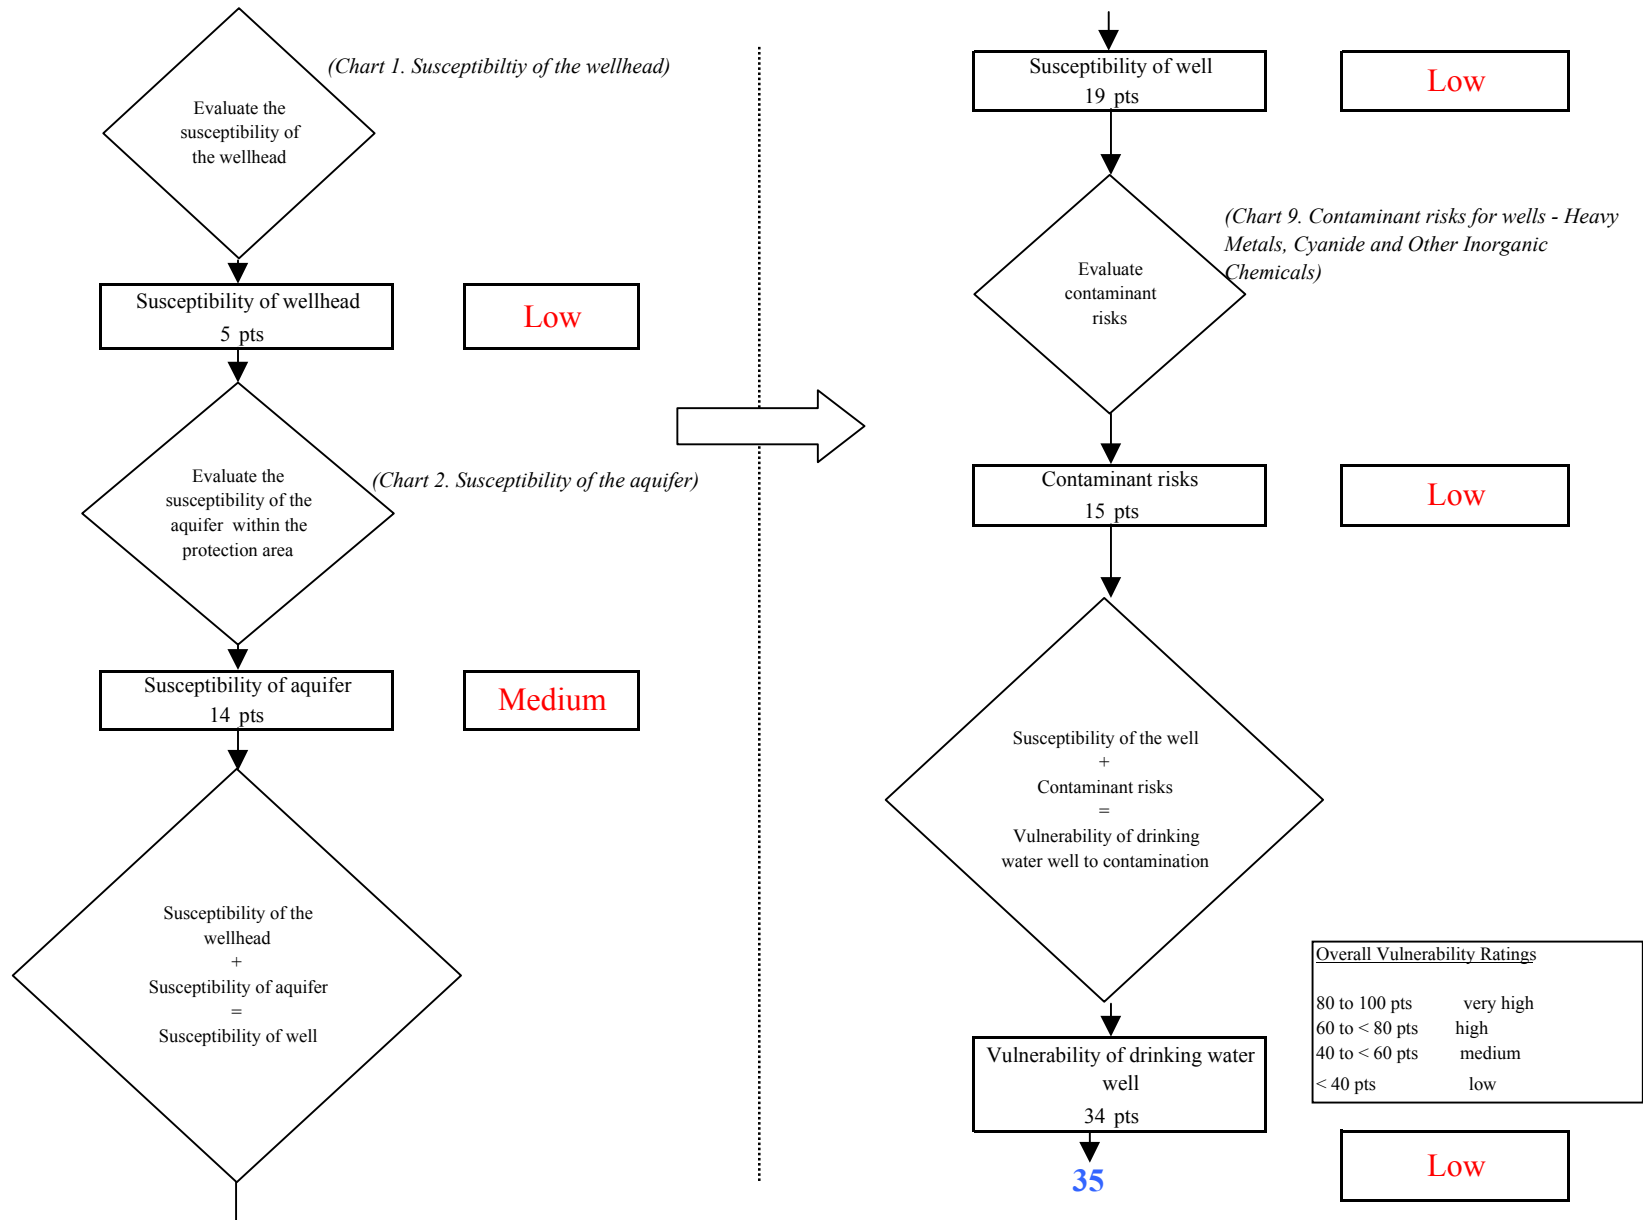 (Chart 1. Susceptibiltiy of the wellhead)
Evaluate the
susceptibility of
the wellhead
Susceptibility of wellhead
5 pts
Low
Evaluate the
susceptibility of the
aquifer within the
protection area
(Chart 2. Susceptibility of the aquifer)
Susceptibility of aquifer
14 pts
Medium
Susceptibility of the
wellhead
+
Susceptibility of aquifer
=
Susceptibility of well
Susceptibility of well
19 pts
Low
(Chart 9. Contaminant risks for wells - Heavy
Metals, Cyanide and Other Inorganic
Chemicals)
Evaluate
contaminant
risks
Contaminant risks
15 pts
Low
Susceptibility of the well
+
Contaminant risks
=
Vulnerability of drinking
water well to contamination
Overall Vulnerability Ratings
80 to 100 pts very high
60 to < 80 pts high
40 to < 60 pts medium
< 40 pts low
Vulnerability of drinking water
well
34 pts
35
Low